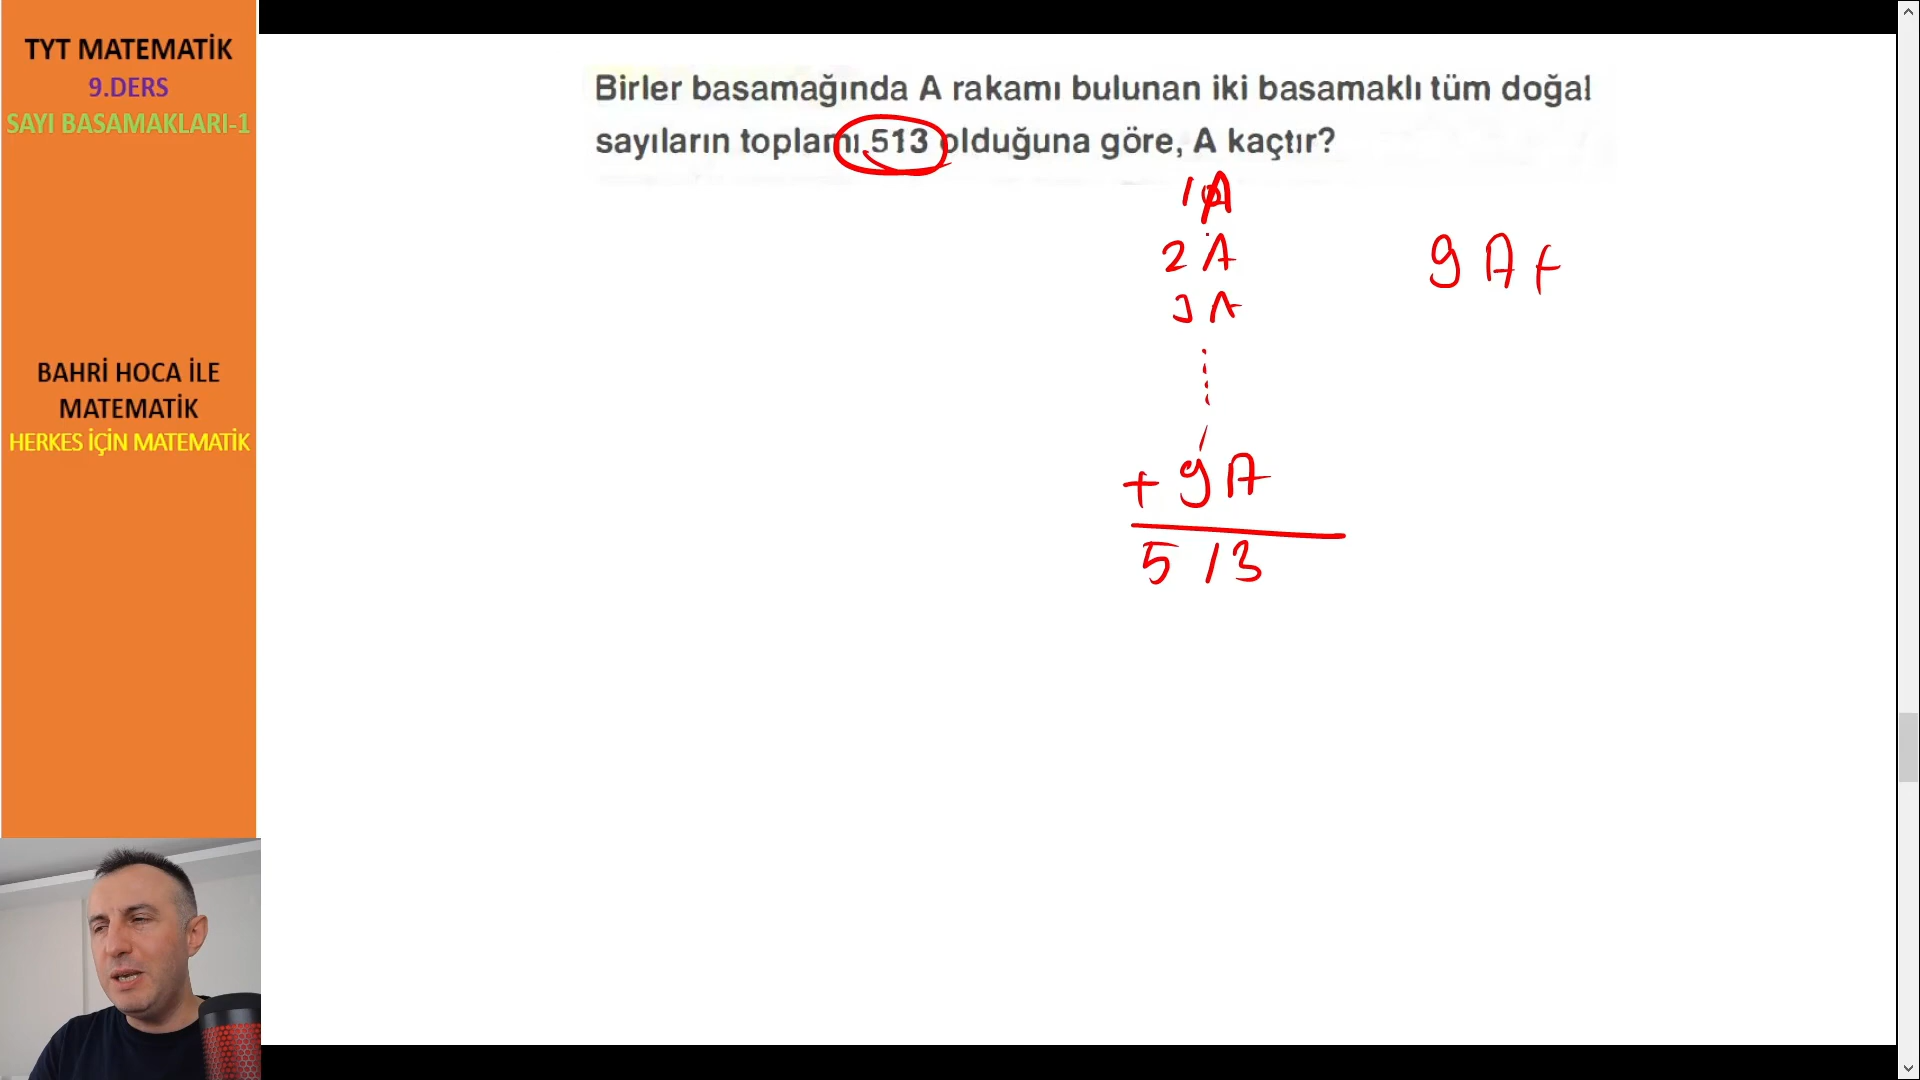 TYT MATEMATİK
9.DERS
SAYI BASAMAKLARI-1
BAHRİ HOCA İLE
MATEMATİK
HERKES İÇİN MATEMATİK
Birler basamağında A rakamı bulunan iki basamaklı tüm doğal
sayıların toplamı 513 olduğuna göre, A kaçtır?
1A
2A
3A
+ 9A
513
9A+